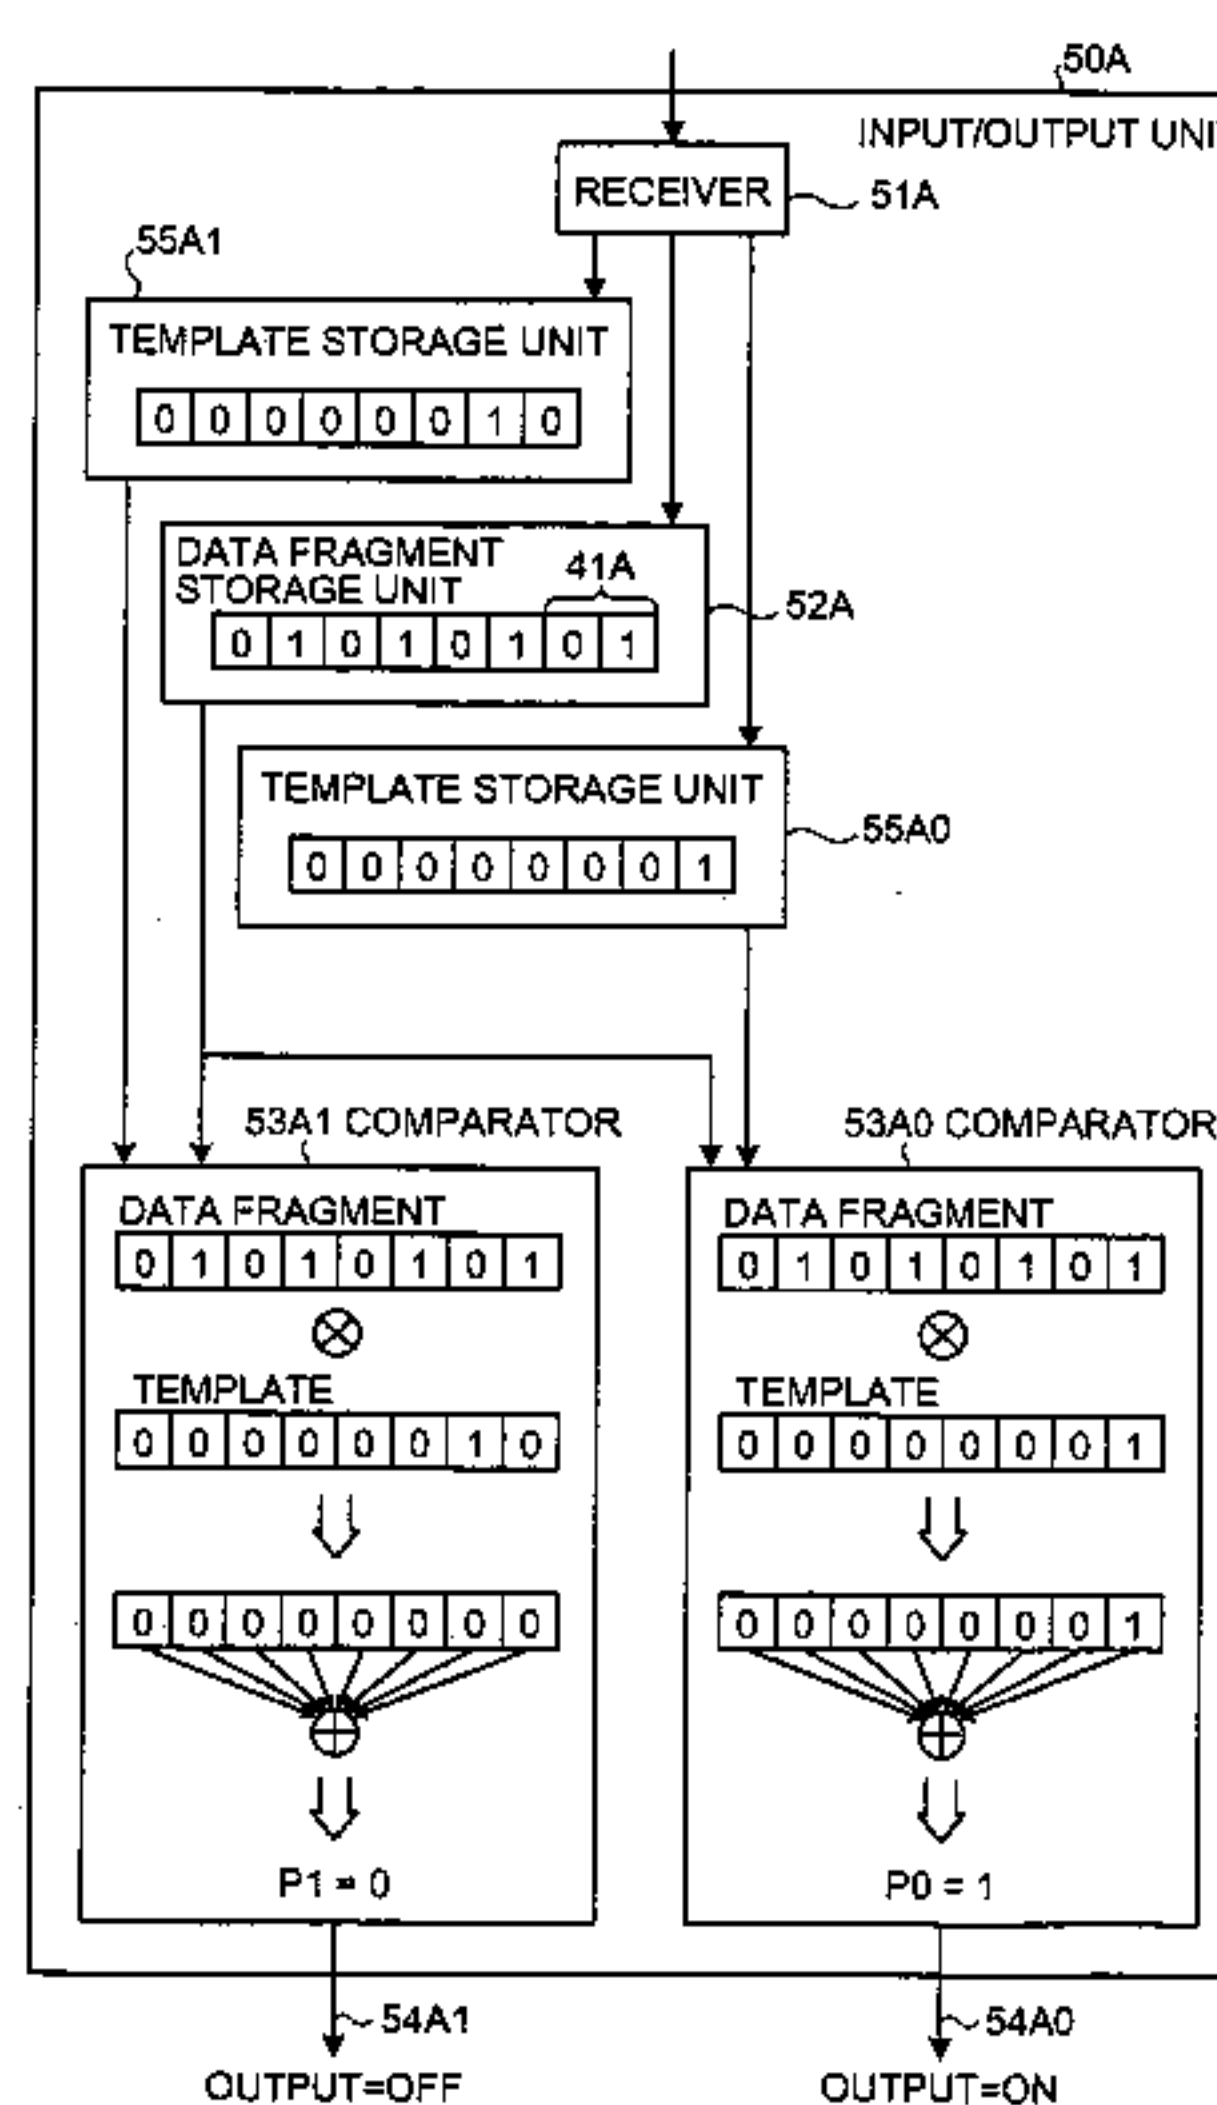 50A
INPUT/OUTPUT UNI
RECEIVER
51A
55A1
TEMPLATE STORAGE UNIT
0 0 0 0 0 0 1 0
DATA FRAGMENT
STORAGE UNIT
41A
0 1 0 1 0 1 0 1
52A
TEMPLATE STORAGE UNIT
0 0 0 0 0 0 0 1
55A0
53A1 COMPARATOR
DATA FRAGMENT
0 1 0 1 0 1 0 1
TEMPLATE
0 0 0 0 0 0 1 0
0 0 0 0 0 0 0 0
P1 = 0
54A1
OUTPUT=OFF
53A0 COMPARATOR
DATA FRAGMENT
0 1 0 1 0 1 0 1
TEMPLATE
0 0 0 0 0 0 0 1
0 0 0 0 0 0 0 1
P0 = 1
54A0
OUTPUT=ON